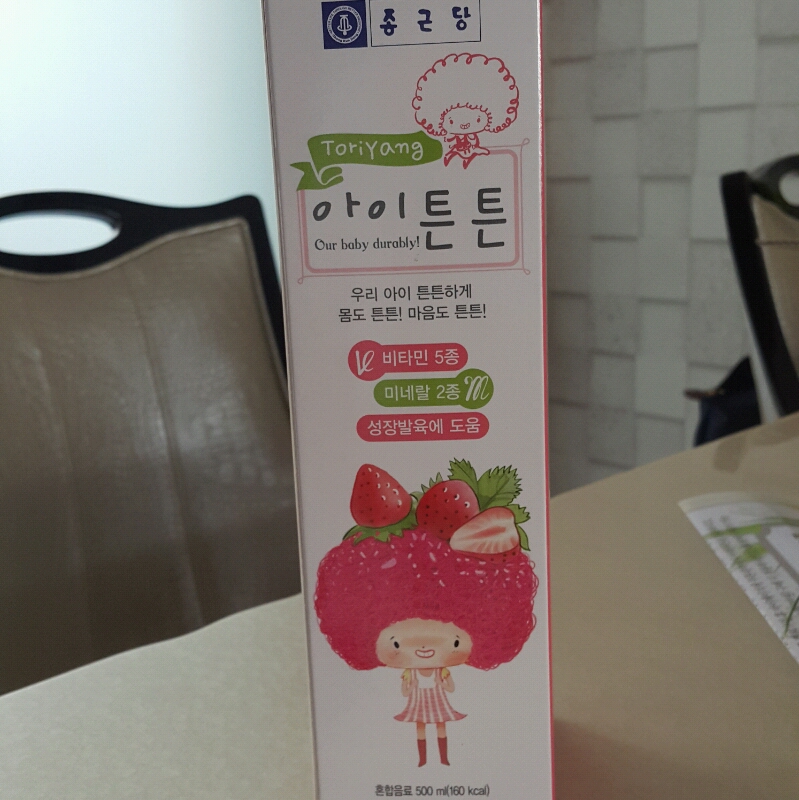 종근당
Toriyang
아이튼튼
Our baby durably!
우리 아이 튼튼하게
몸도 튼튼! 마음도 튼튼!
비타민 5종
미네랄 2종
성장발육에 도움
혼합음료 500 ml(160 kcal)